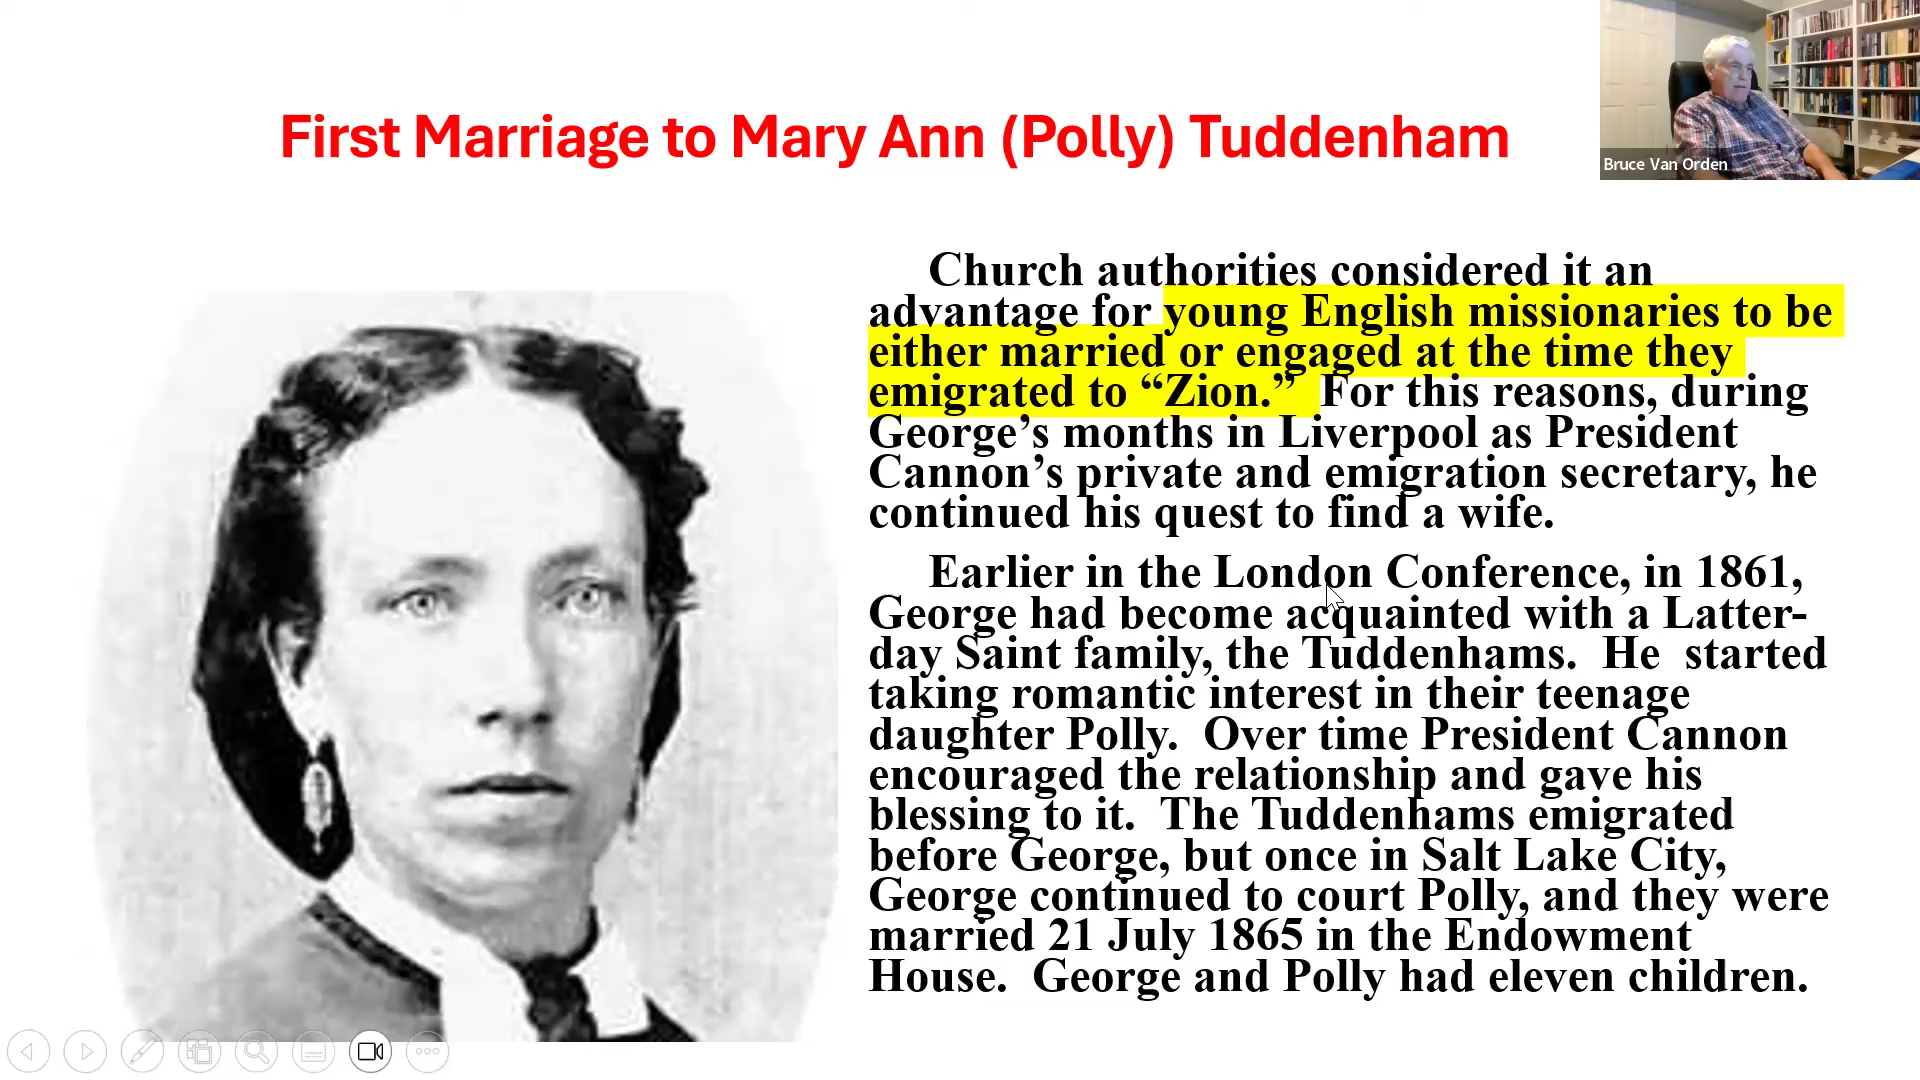 First Marriage to Mary Ann (Polly) Tuddenham
Bruce Van Orden
Church authorities considered it an
advantage for young English missionaries to be
either married or engaged at the time they
emigrated to “Zion.” For this reasons, during
George’s months in Liverpool as President
Cannon’s private and emigration secretary, he
continued his quest to find a wife.
Earlier in the London Conference, in 1861,
George had become acquainted with a Latter-
day Saint family, the Tuddenhams. He started
taking romantic interest in their teenage
daughter Polly. Over time President Cannon
encouraged the relationship and gave his
blessing to it. The Tuddenhams emigrated
before George, but once in Salt Lake City,
George continued to court Polly, and they were
married 21 July 1865 in the Endowment
House. George and Polly had eleven children.